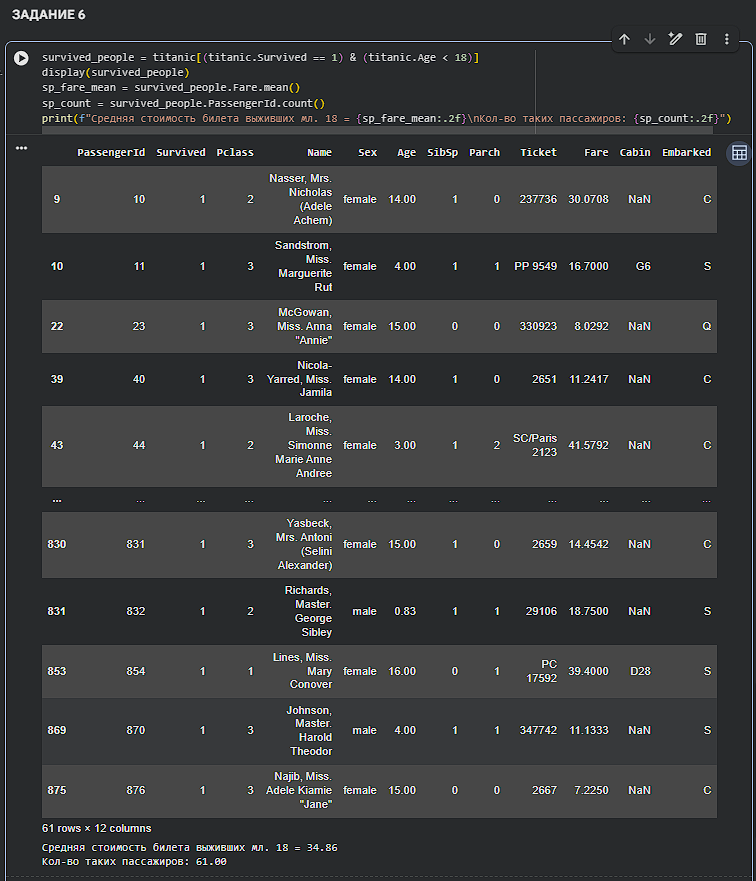 ЗАДАНИЕ 6
survived_people = titanic[(titanic.Survived == 1) & (titanic.Age < 18)]
display(survived_people)
sp_fare_mean = survived_people.Fare.mean()
sp_count = survived_people.PassengerId.count()
print(f"Средняя стоимость билета выживших мл. 18 = {sp_fare_mean:.2f}\nКол-во таких пассажиров: {sp_count:.2f}")
PassengerId Survived Pclass Name Sex Age SibSp Parch Ticket Fare Cabin Embarked
Nasser, Mrs.
Nicholas
9 10 1 2 (Adele female 14.00 1 0 237736 30.0708 NaN C
Achem)
Sandstrom,
Miss.
10 11 1 3 Marguerite female 4.00 1 1 PP 9549 16.7000 G6 S
Rut
McGowan,
22 23 1 3 Miss. Anna female 15.00 0 0 330923 8.0292 NaN Q
"Annie"
Nicola-
39 40 1 3 Yarred, Miss. female 14.00 1 0 2651 11.2417 NaN C
Jamila
Laroche,
Miss.
43 44 1 2 Simonne female 3.00 1 2 SC/Paris 2123 41.5792 NaN C
Marie Anne
Andree
... ... ... ... ... ... ... ... ... ... ... ... ...
Yasbeck,
830 831 1 3 Mrs. Antoni female 15.00 1 0 2659 14.4542 NaN C
(Selini
Alexander)
Richards,
Master.
831 832 1 2 George male 0.83 1 1 29106 18.7500 NaN S
Sibley
Lines, Miss.
853 854 1 1 Mary female 16.00 0 1 PC 17592 39.4000 D28 S
Conover
Johnson,
Master.
869 870 1 3 Harold male 4.00 1 1 347742 11.1333 NaN S
Theodor
Najib, Miss.
875 876 1 3 Adele Kiamie female 15.00 0 0 2667 7.2250 NaN C
"Jane"
61 rows × 12 columns
Средняя стоимость билета выживших мл. 18 = 34.86
Кол-во таких пассажиров: 61.00